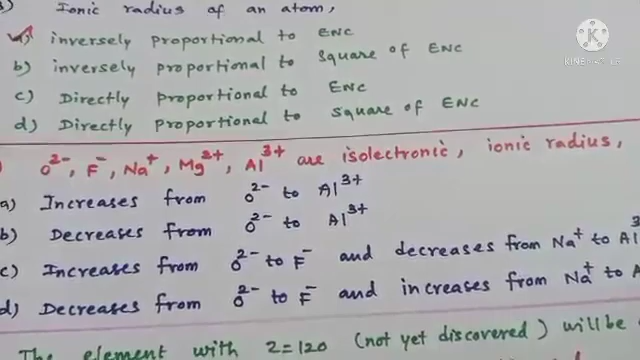 Ionic radius of an atom,
a) inversely proportional to ENC
b) inversely proportional to square of ENC
c) Directly proportional to ENC
d) Directly proportional to square of ENC
O²⁻, F⁻, Na⁺, Mg²⁺, Al³⁺ are isolectronic, ionic radius,
a) Increases from O²⁻ to Al³⁺
b) Decreases from O²⁻ to Al³⁺
c) Increases from O²⁻ to F⁻ and decreases from Na⁺ to Al³
d) Decreases from O²⁻ to F⁻ and increases from Na⁺ to A
The element with Z=120 (not yet discovered) will be